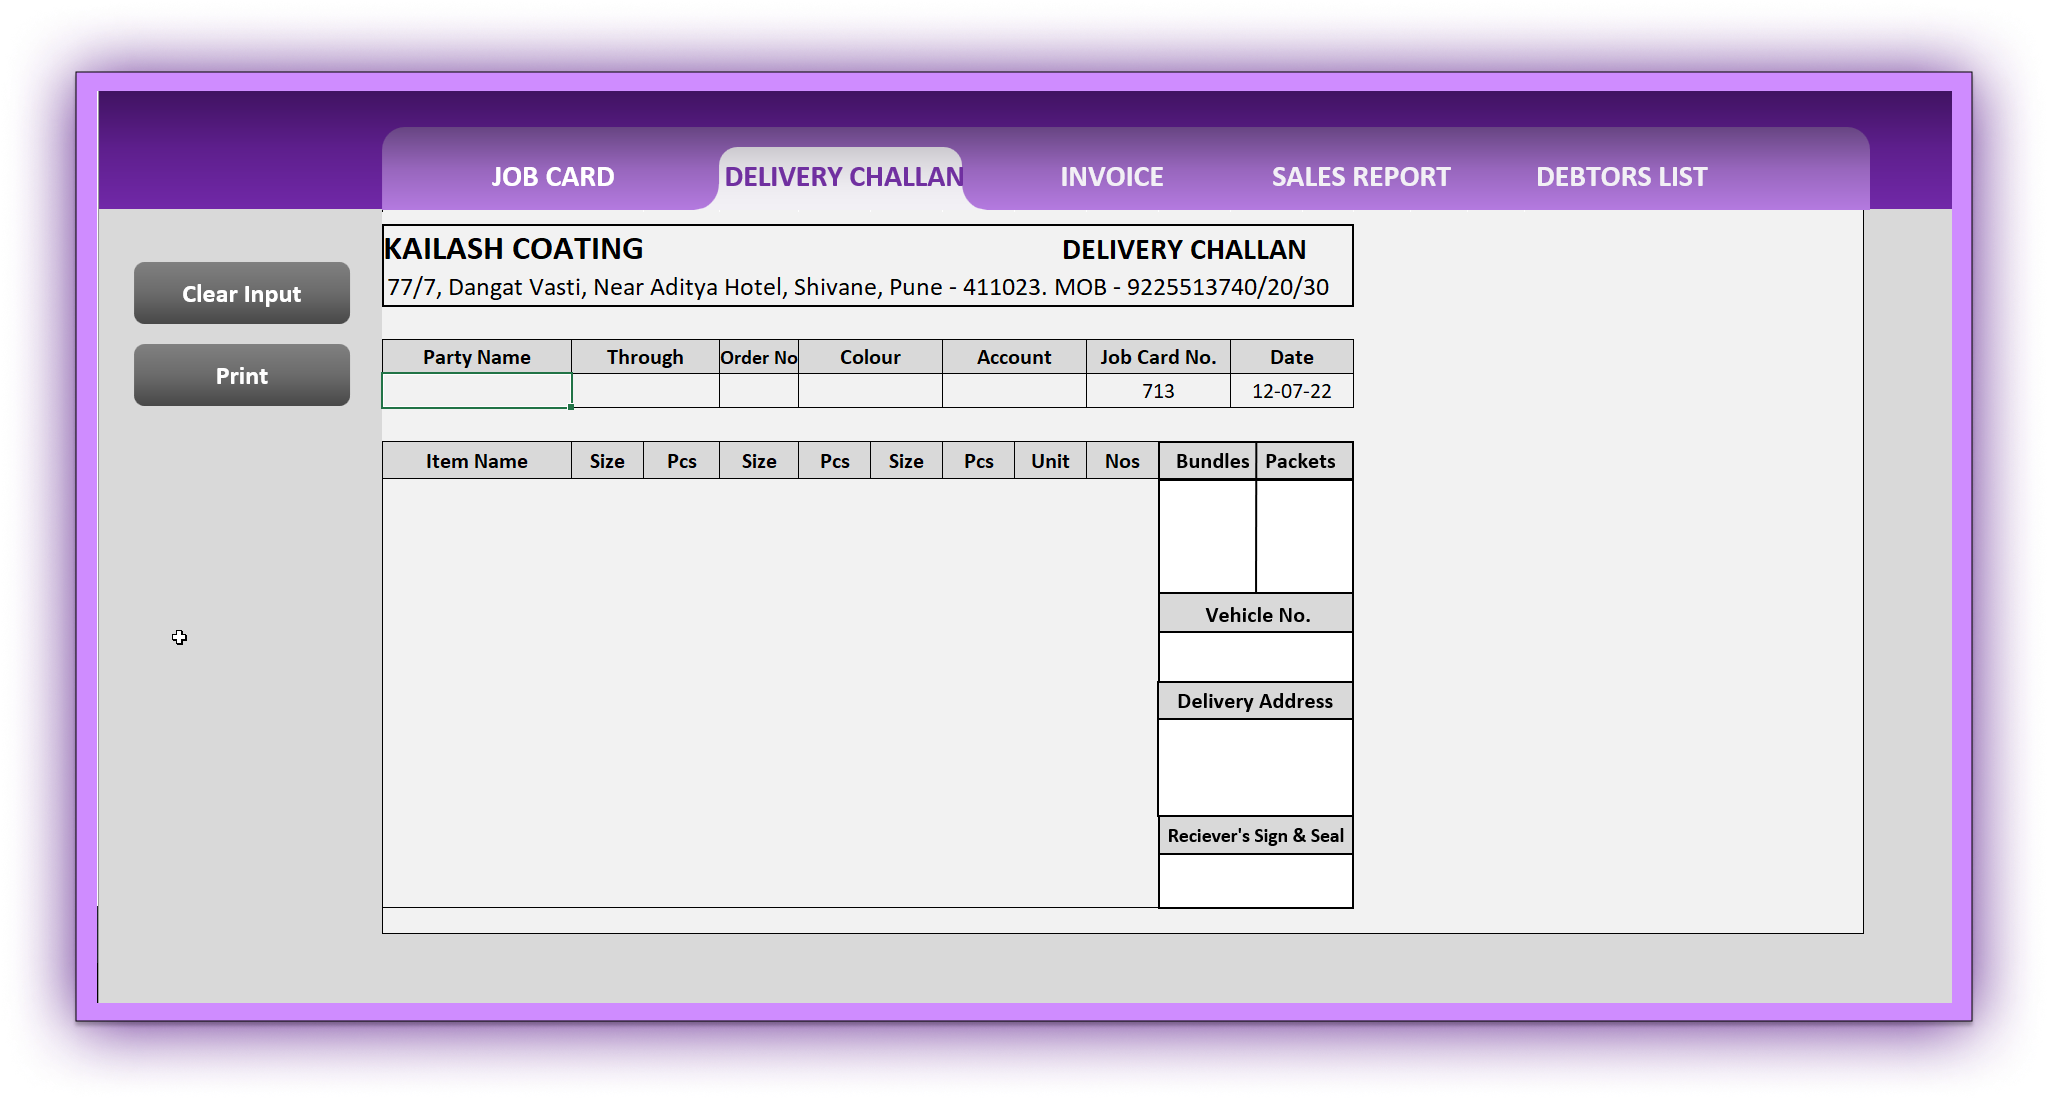 JOB CARD DELIVERY CHALLAN INVOICE SALES REPORT DEBTORS LIST
Clear Input
Print
KAILASH COATING DELIVERY CHALLAN
77/7, Dangat Vasti, Near Aditya Hotel, Shivane, Pune - 411023. MOB - 9225513740/20/30
Party Name Through Order No Colour Account Job Card No. Date
713 12-07-22
Item Name Size Pcs Size Pcs Size Pcs Unit Nos Bundles Packets
Vehicle No.
Delivery Address
Reciever's Sign & Seal